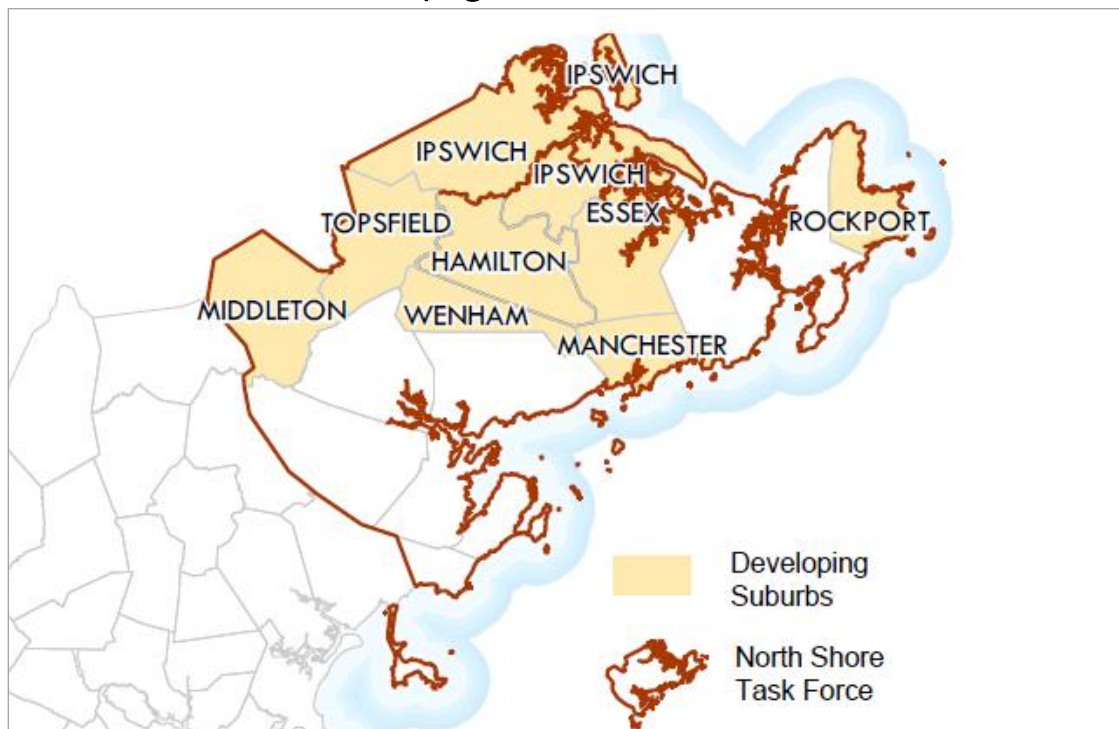 IPSWICH
IPSWICH
IPSWICH
TOPSFIELD
ESSEX
ROCKPORT
HAMILTON
MIDDLETON
WENHAM
MANCHESTER
Developing
Suburbs
North Shore
Task Force